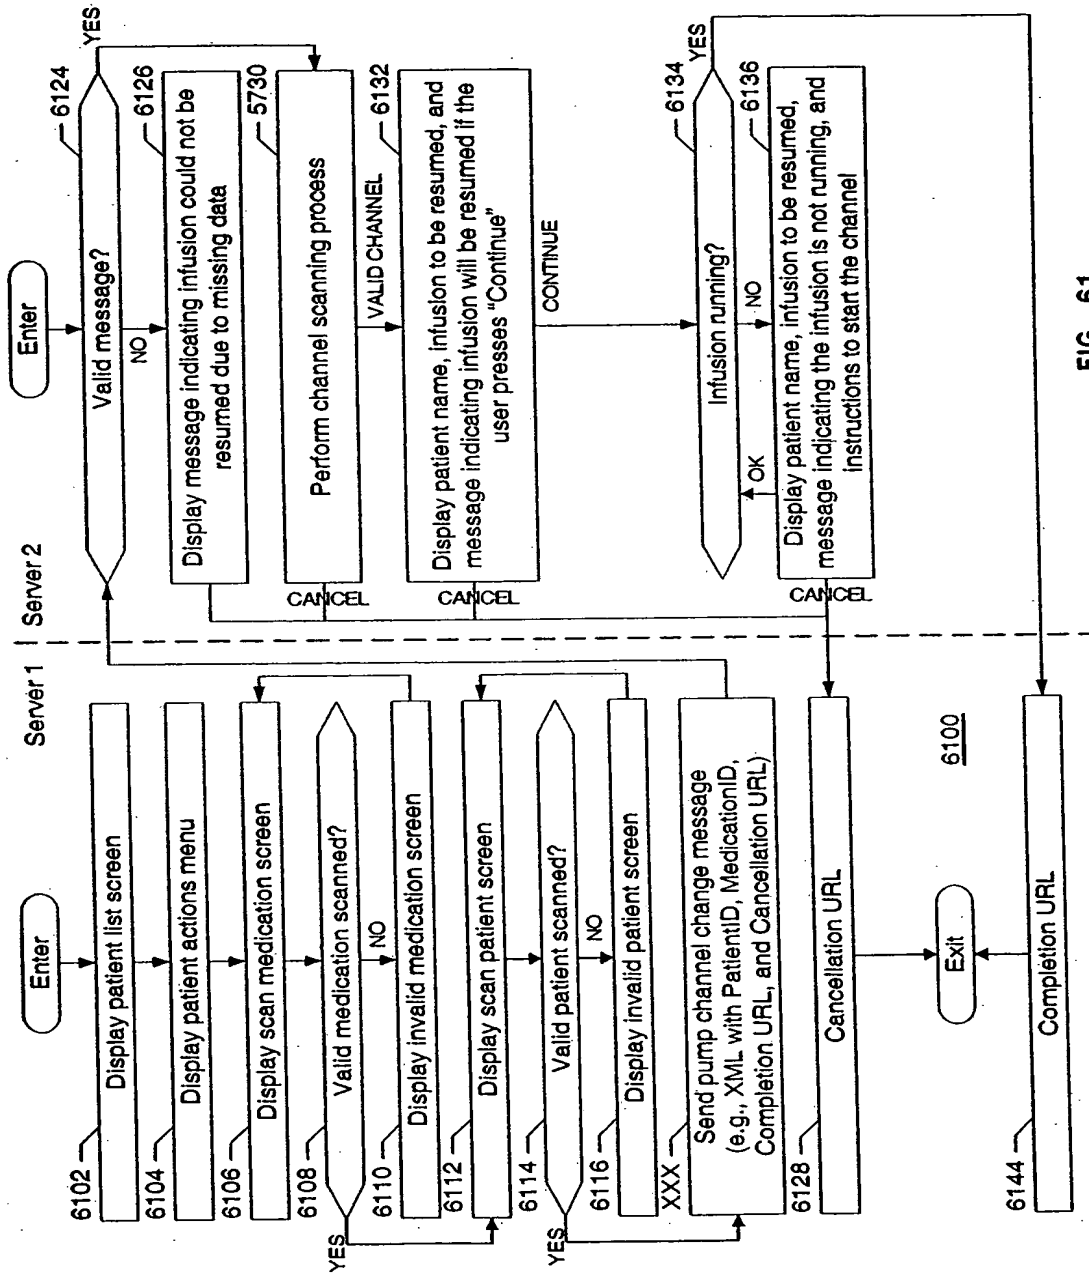 Server 1
Enter
6102
Display patient list screen
6104
Display patient actions menu
6106
Display scan medication screen
6108
Valid medication scanned?
YES
NO
6110
Display invalid medication screen
6112
Display scan patient screen
6114
Valid patient scanned?
YES
NO
6116
Display invalid patient screen
XXX
Send pump channel change message
(e.g., XML with PatientID, MedicationID,
Completion URL, and Cancellation URL)
6128
Cancellation URL
Exit
6100
6144
Completion URL
Server 2
Enter
6124
Valid message?
YES
NO
6126
Display message indicating infusion could not be
resumed due to missing data
5730
Perform channel scanning process
CANCEL
VALID CHANNEL
6132
Display patient name, infusion to be resumed, and
message indicating infusion will be resumed if the
user presses "Continue"
CANCEL
CONTINUE
6134
Infusion running?
YES
OK
NO
6136
Display patient name, infusion to be resumed,
message indicating the infusion is not running, and
instructions to start the channel
CANCEL
FIG. 61